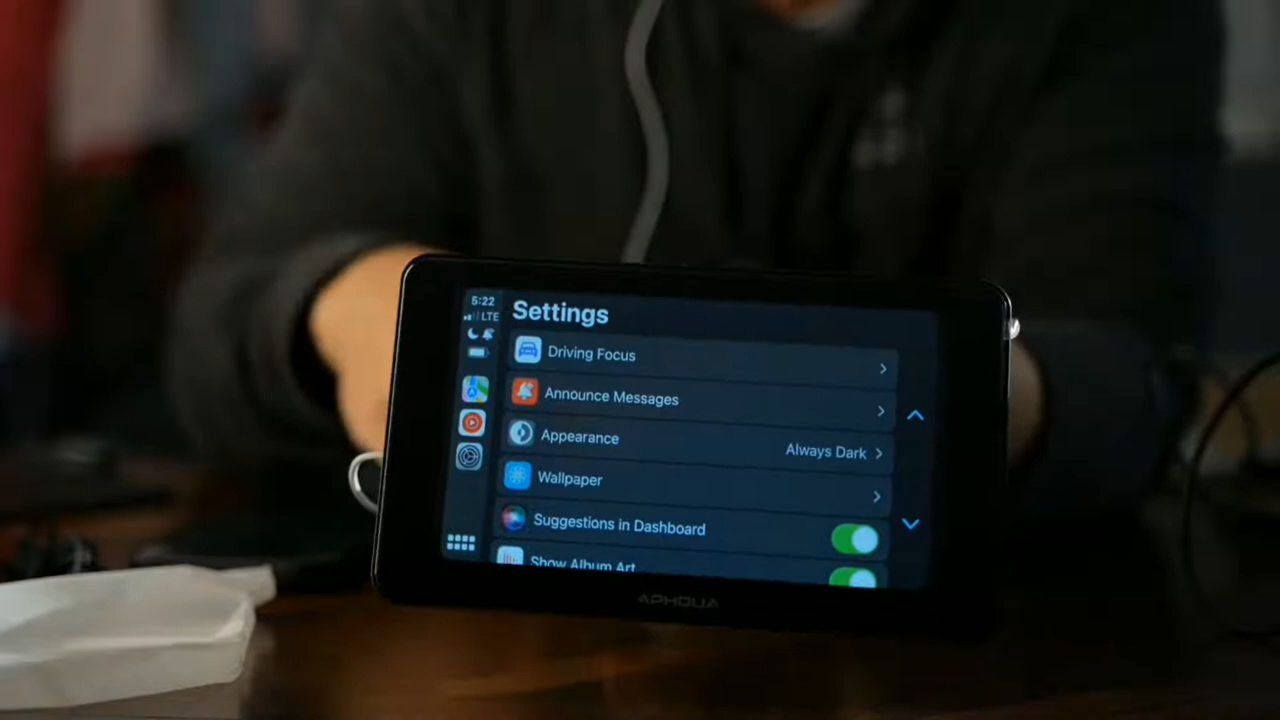 5:22
LTE
Settings
Driving Focus
Announce Messages
Appearance
Always Dark
Wallpaper
Suggestions in Dashboard
Show Album Art
APHQUA